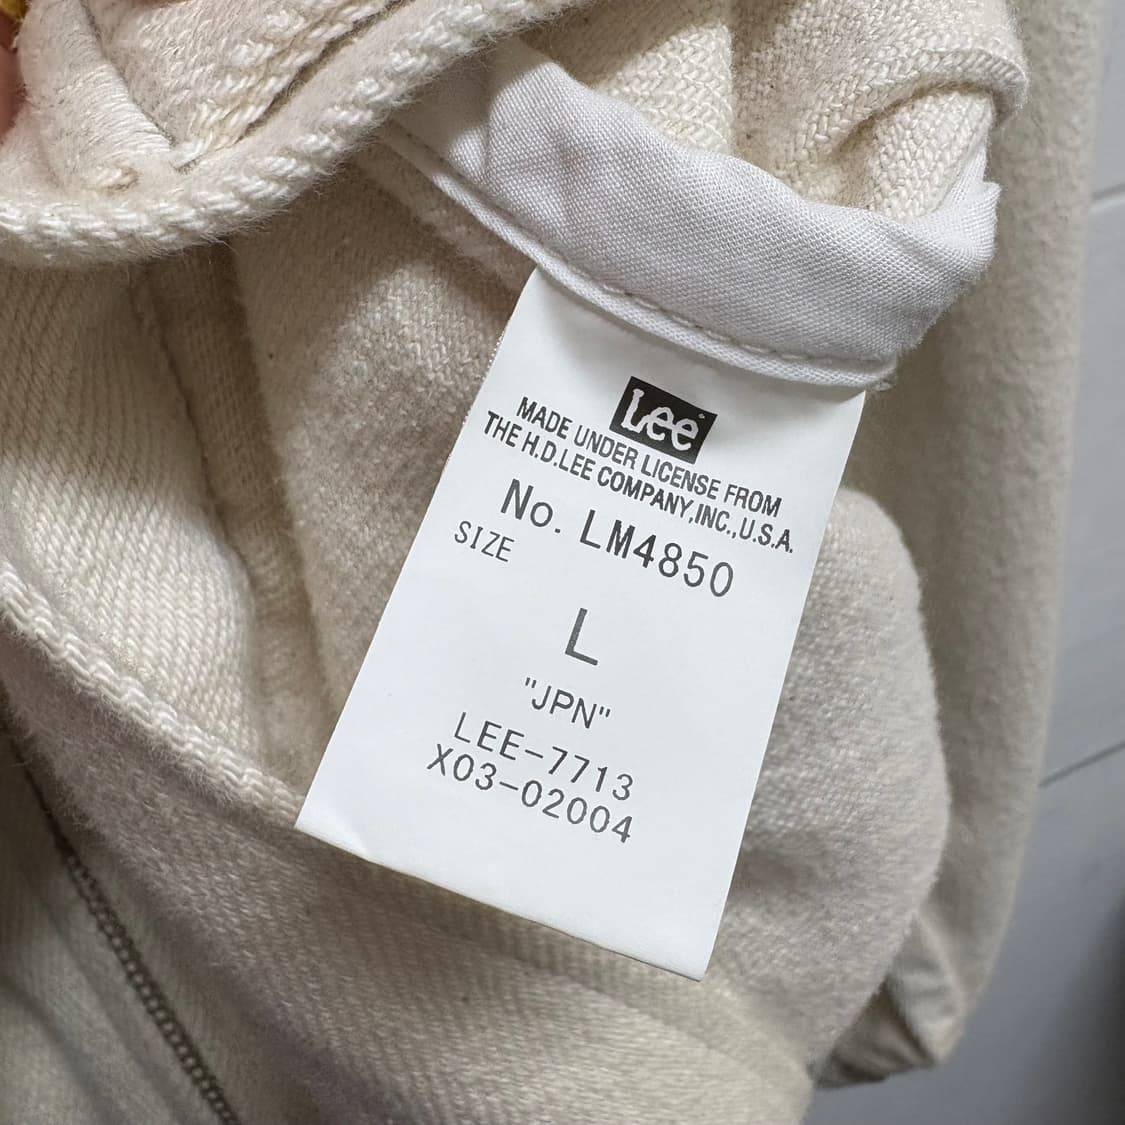 Lee
MADE UNDER LICENSE FROM
THE H.D.LEE COMPANY,INC.,U.S.A.
No. LM4850
SIZE
L
"JPN"
LEE-7713
X03-02004